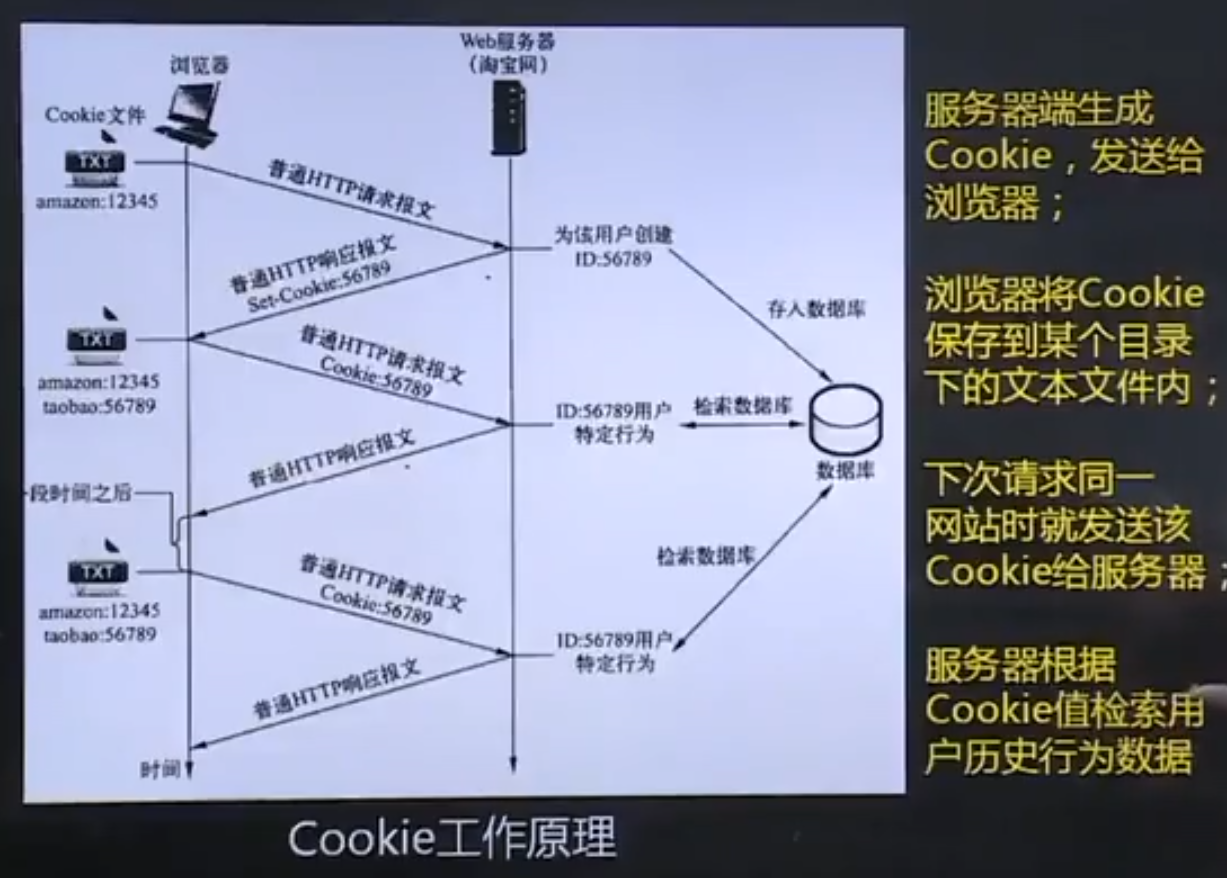 浏览器
Web服务器
（淘宝网）
Cookie文件
TXT
amazon:12345
普通HTTP请求报文
为该用户创建
ID:56789
普通HTTP响应报文
Set-Cookie:56789
存入数据库
TXT
amazon:12345
taobao:56789
普通HTTP请求报文
Cookie:56789
ID:56789用户
特定行为
检索数据库
数据库
普通HTTP响应报文
段时间之后
TXT
amazon:12345
taobao:56789
普通HTTP请求报文
Cookie:56789
检索数据库
ID:56789用户
特定行为
普通HTTP响应报文
时间
Cookie工作原理
服务器端生成
Cookie，发送给
浏览器；
浏览器将Cookie
保存到某个目录
下的文本文件内；
下次请求同一
网站时就发送该
Cookie给服务器；
服务器根据
Cookie值检索用
户历史行为数据